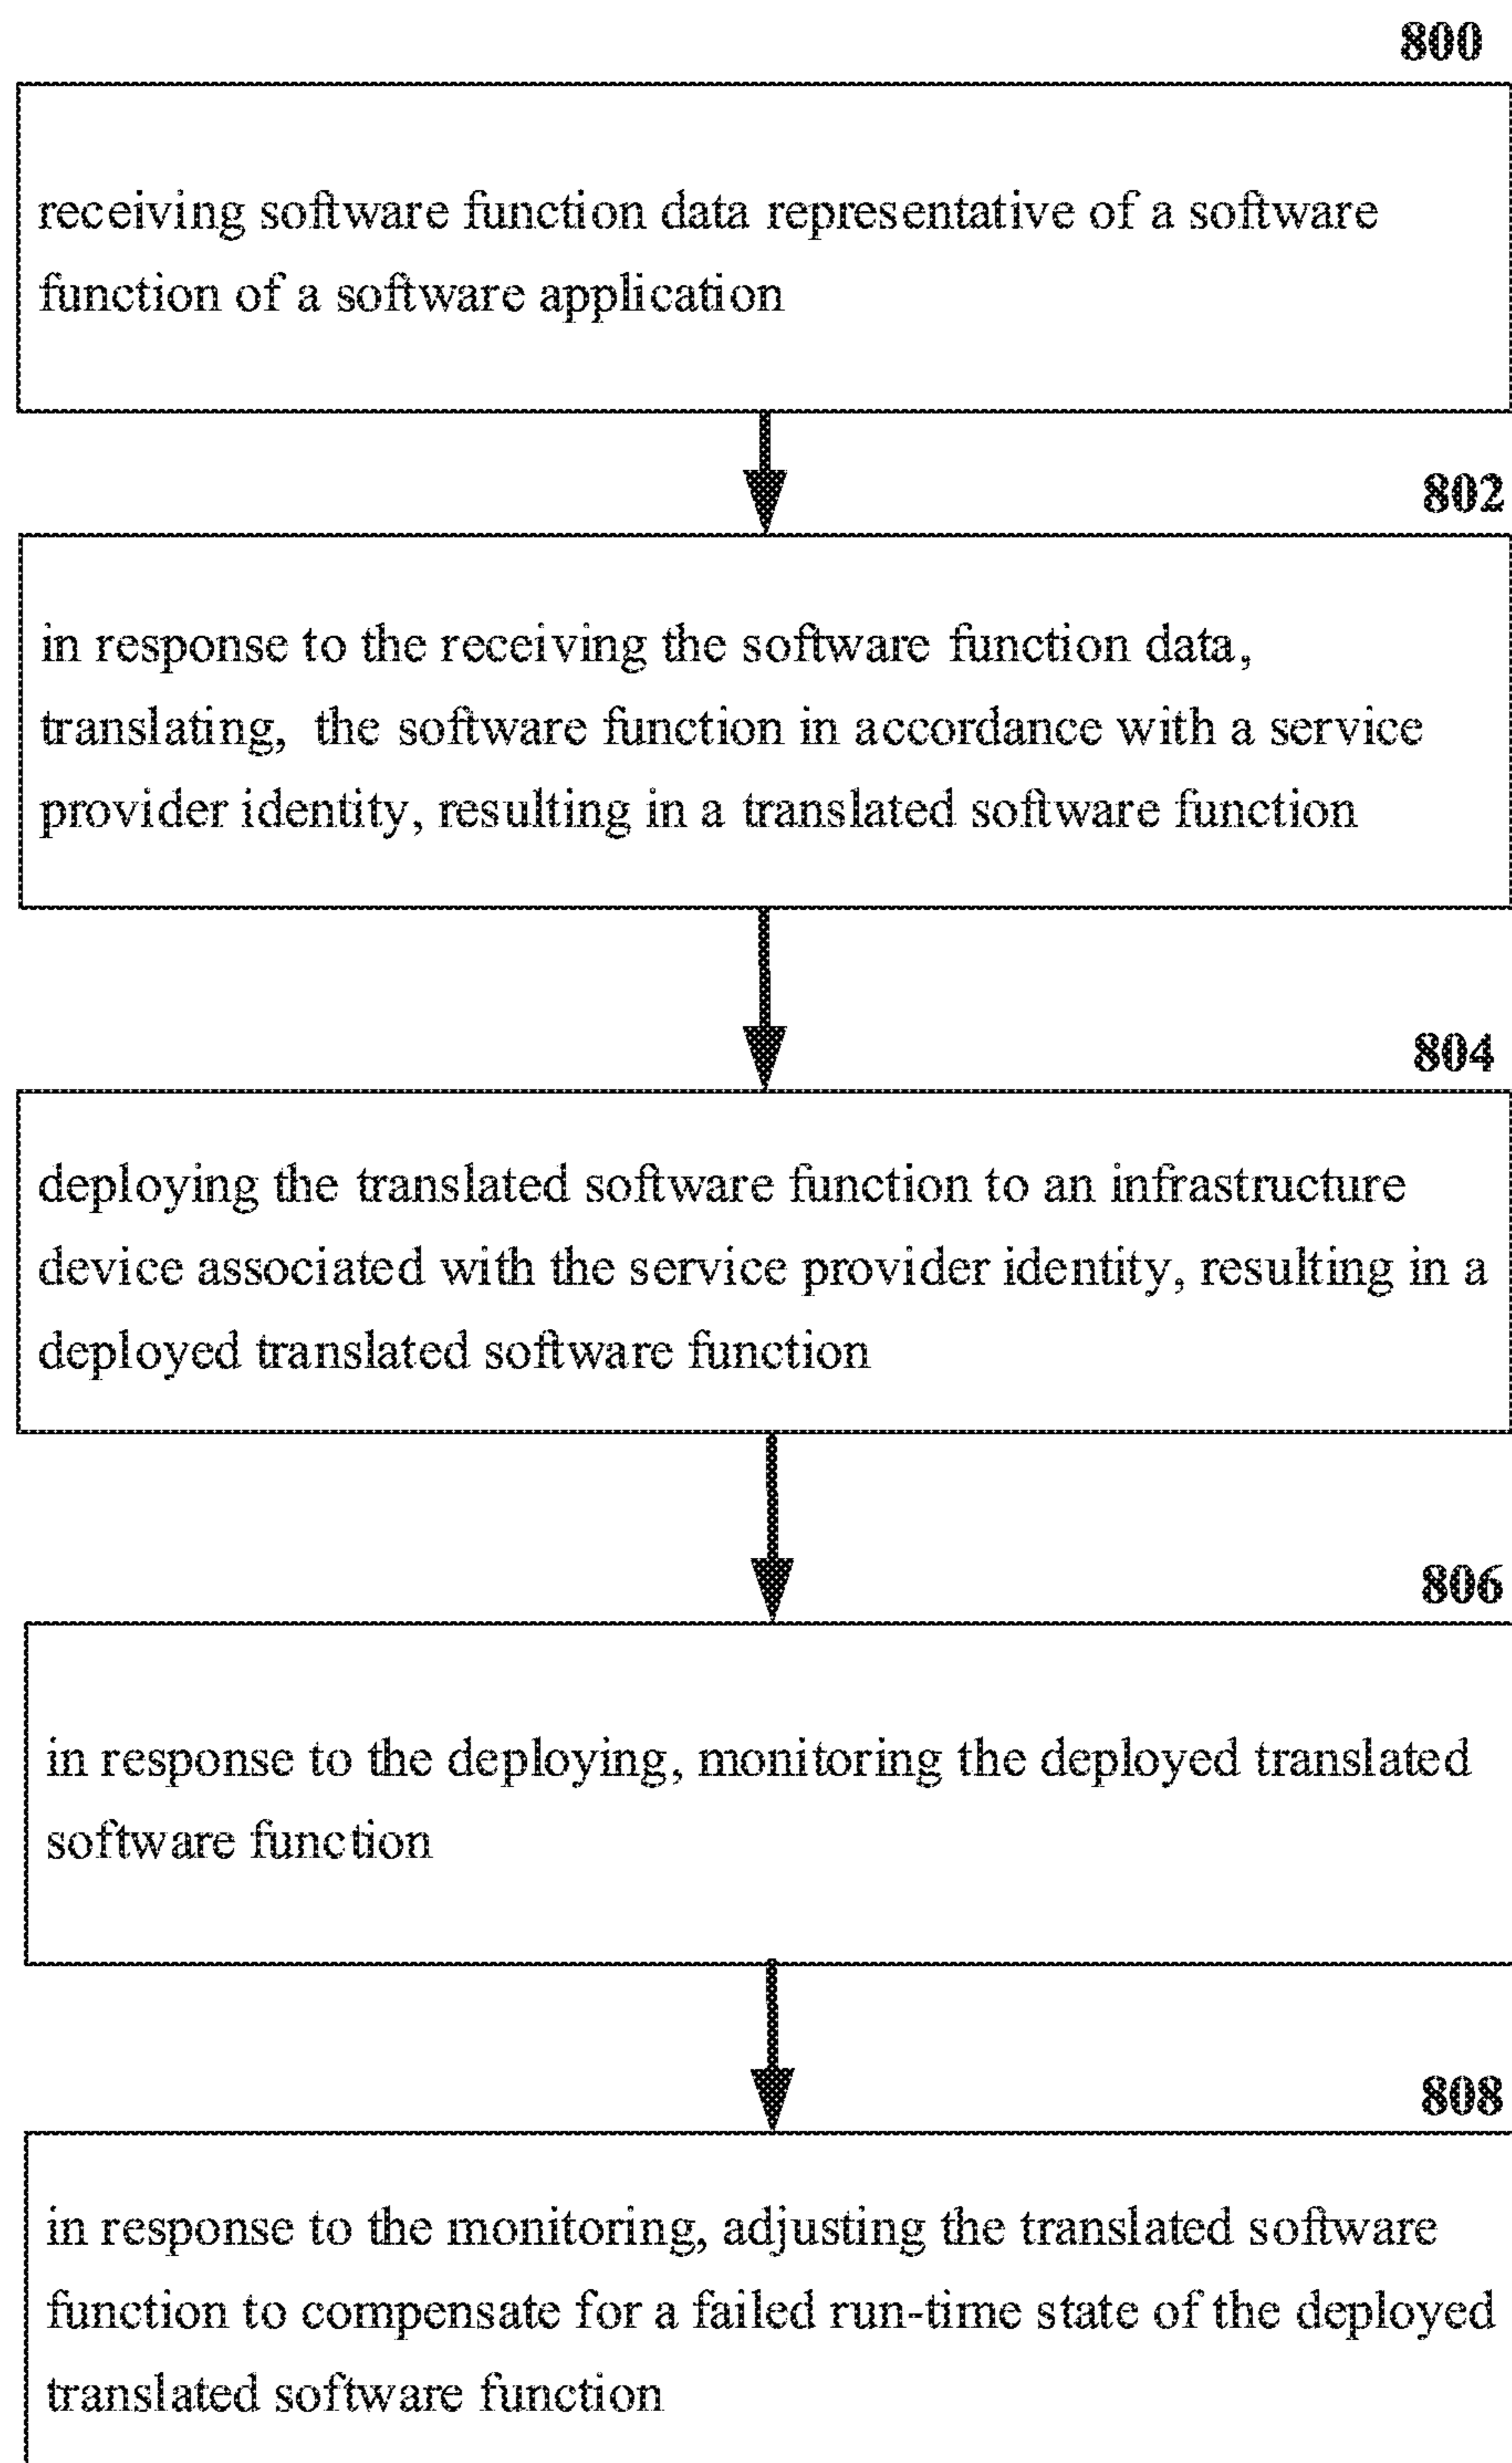 800
receiving software function data representative of a software
function of a software application
802
in response to the receiving the software function data,
translating, the software function in accordance with a service
provider identity, resulting in a translated software function
804
deploying the translated software function to an infrastructure
device associated with the service provider identity, resulting in a
deployed translated software function
806
in response to the deploying, monitoring the deployed translated
software function
808
in response to the monitoring, adjusting the translated software
function to compensate for a failed run-time state of the deployed
translated software function